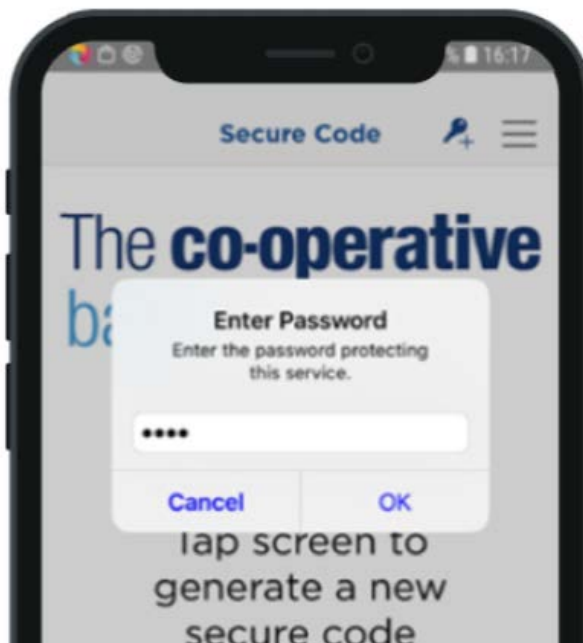 % 16:17
Secure Code
The co-operative
ba
Enter Password
Enter the password protecting
this service.
••••
Cancel
OK
Tap screen to
generate a new
secure code